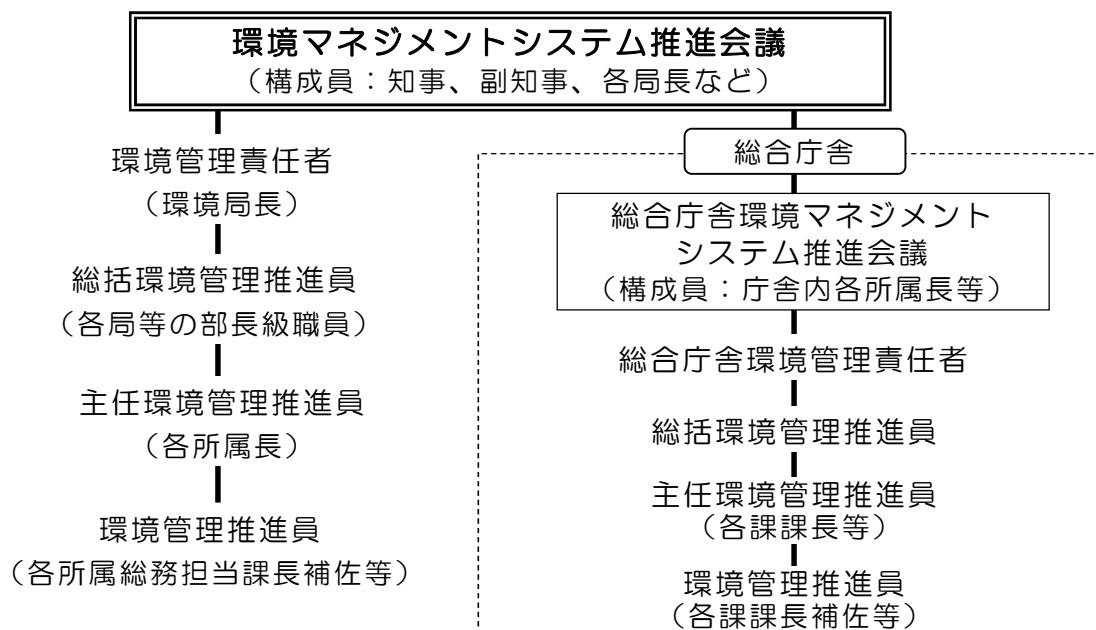 環境マネジメントシステム推進会議
（構成員：知事、副知事、各局長など）
環境管理責任者
（環境局長）
総括環境管理推進員
（各局等の部長級職員）
主任環境管理推進員
（各所属長）
環境管理推進員
（各所属総務担当課長補佐等）
総合庁舎
総合庁舎環境マネジメント
システム推進会議
（構成員：庁舎内各所属長等）
総合庁舎環境管理責任者
総括環境管理推進員
主任環境管理推進員
（各課課長等）
環境管理推進員
（各課課長補佐等）